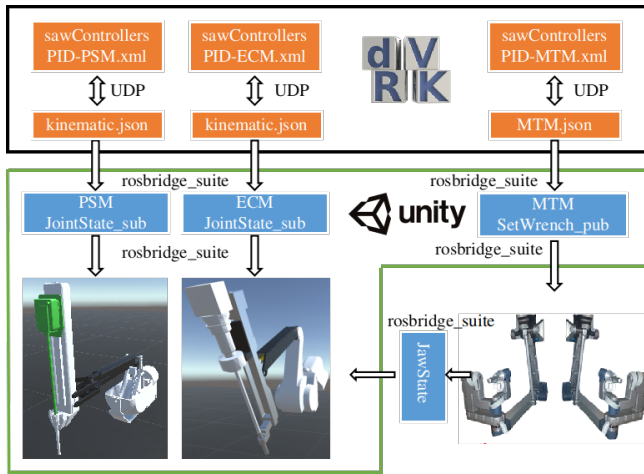 sawControllers
PID-PSM.xml
sawControllers
PID-ECM.xml
sawControllers
PID-MTM.xml
dV
RK
UDP
UDP
UDP
kinematic.json
kinematic.json
MTM.json
rosbridge_suite
rosbridge_suite
PSM
JointState_sub
ECM
JointState_sub
unity
MTM
SetWrench_pub
rosbridge_suite
rosbridge_suite
rosbridge_suite
JawState